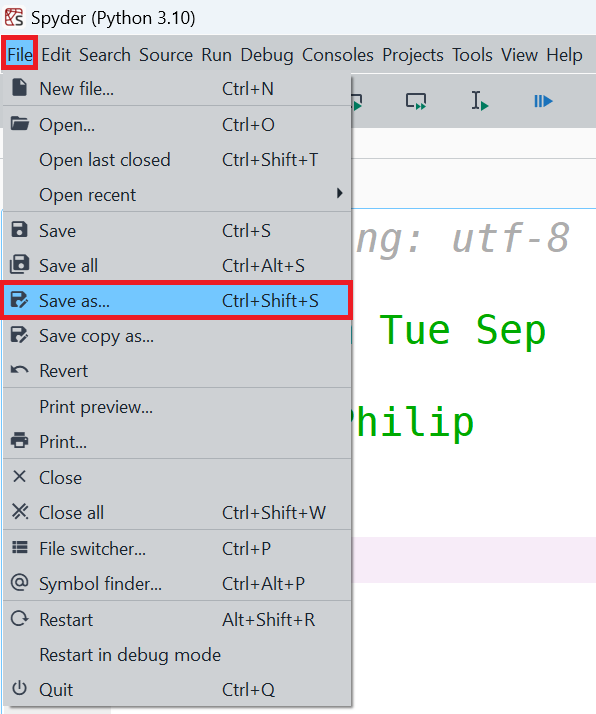 Spyder (Python 3.10)
File Edit Search Source Run Debug Consoles Projects Tools View Help
New file... Ctrl+N
Open... Ctrl+O
Open last closed Ctrl+Shift+T
Open recent
Save Ctrl+S
ng: utf-8
Save all Ctrl+Alt+S
Save as... Ctrl+Shift+S
Tue Sep
Save copy as...
Revert
Print preview...
Philip
Print...
Close
Close all Ctrl+Shift+W
File switcher... Ctrl+P
Symbol finder... Ctrl+Alt+P
Restart Alt+Shift+R
Restart in debug mode
Quit Ctrl+Q